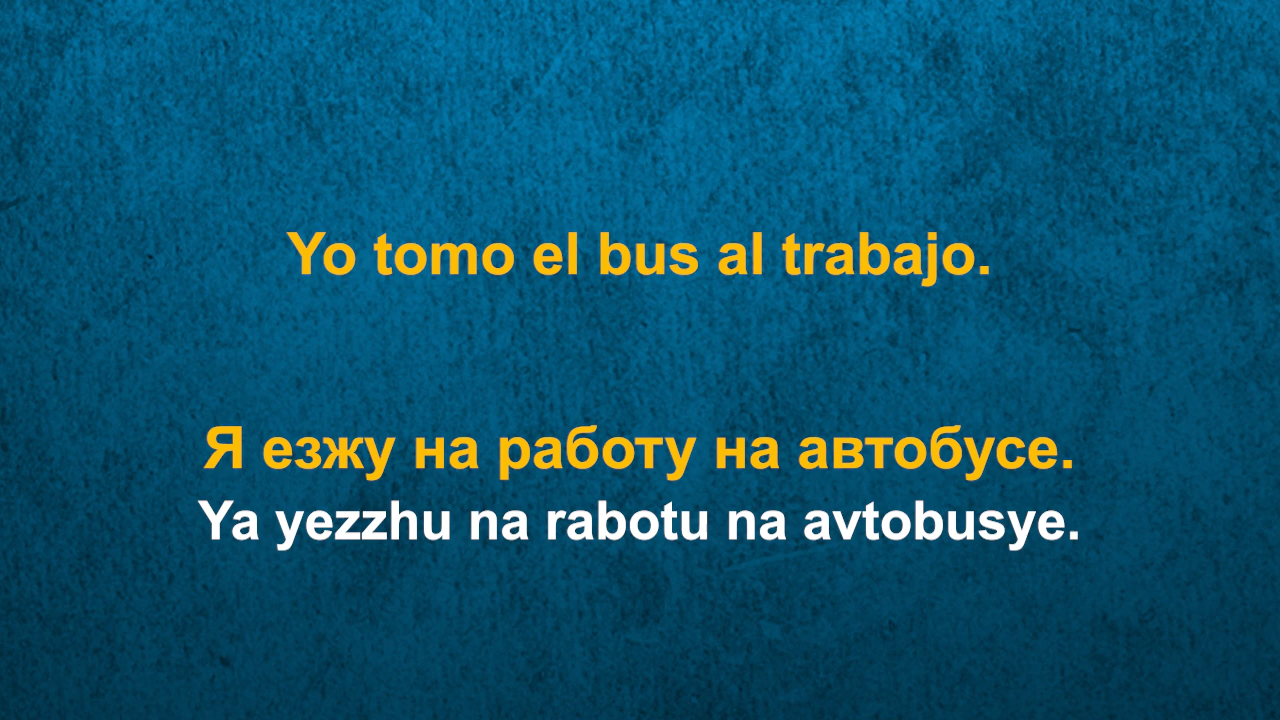 Yo tomo el bus al trabajo.
Я езжу на работу на автобусе.
Ya yezzhu na rabotu na avtobusye.